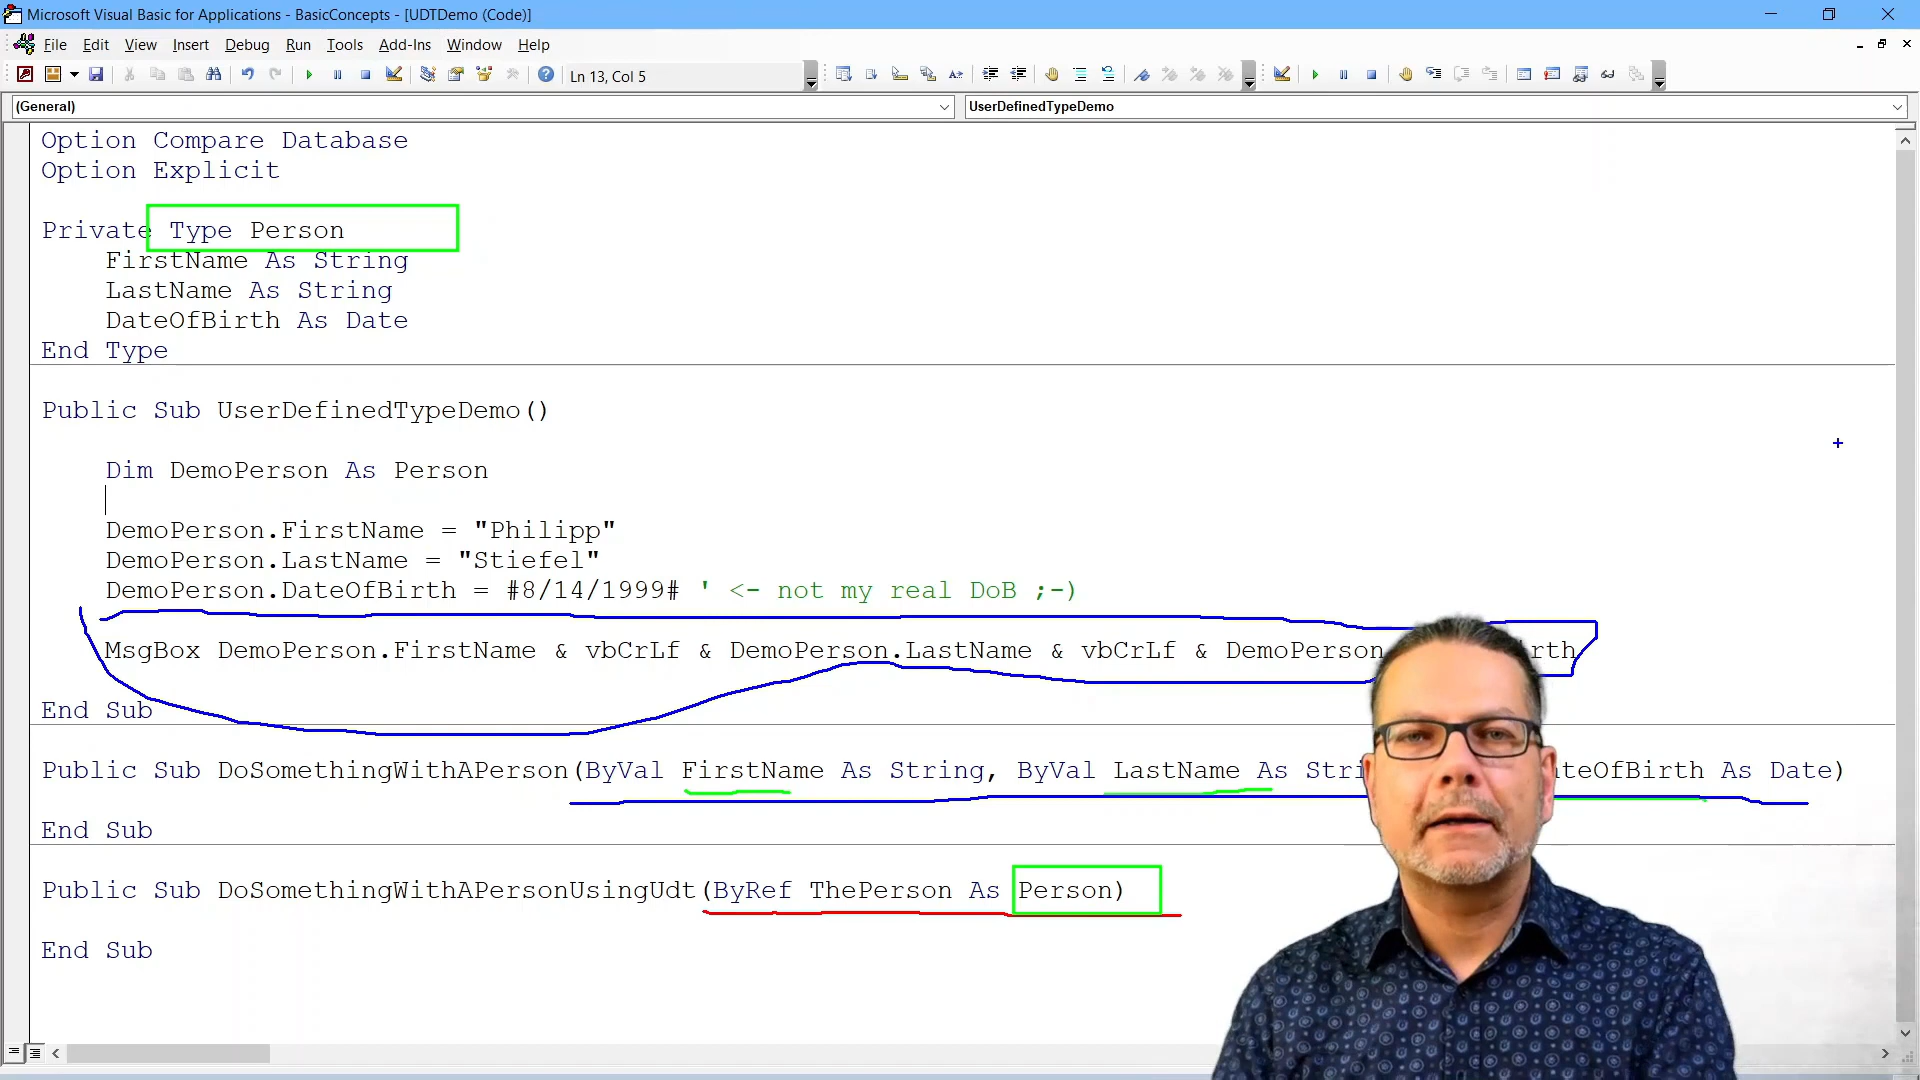 Microsoft Visual Basic for Applications - BasicConcepts - [UDTDemo (Code)]
File Edit View Insert Debug Run Tools Add-Ins Window Help
Ln 13, Col 5
(General) UserDefinedTypeDemo
Option Compare Database
Option Explicit
Private Type Person
FirstName As String
LastName As String
DateOfBirth As Date
End Type
Public Sub UserDefinedTypeDemo()
Dim DemoPerson As Person
DemoPerson.FirstName = "Philipp"
DemoPerson.LastName = "Stiefel"
DemoPerson.DateOfBirth = #8/14/1999# ' <- not my real DoB ;-)
MsgBox DemoPerson.FirstName & vbCrLf & DemoPerson.LastName & vbCrLf & DemoPerson rth
End Sub
Public Sub DoSomethingWithAPerson(ByVal FirstName As String, ByVal LastName As Stri ateOfBirth As Date)
End Sub
Public Sub DoSomethingWithAPersonUsingUdt(ByRef ThePerson As Person)
End Sub